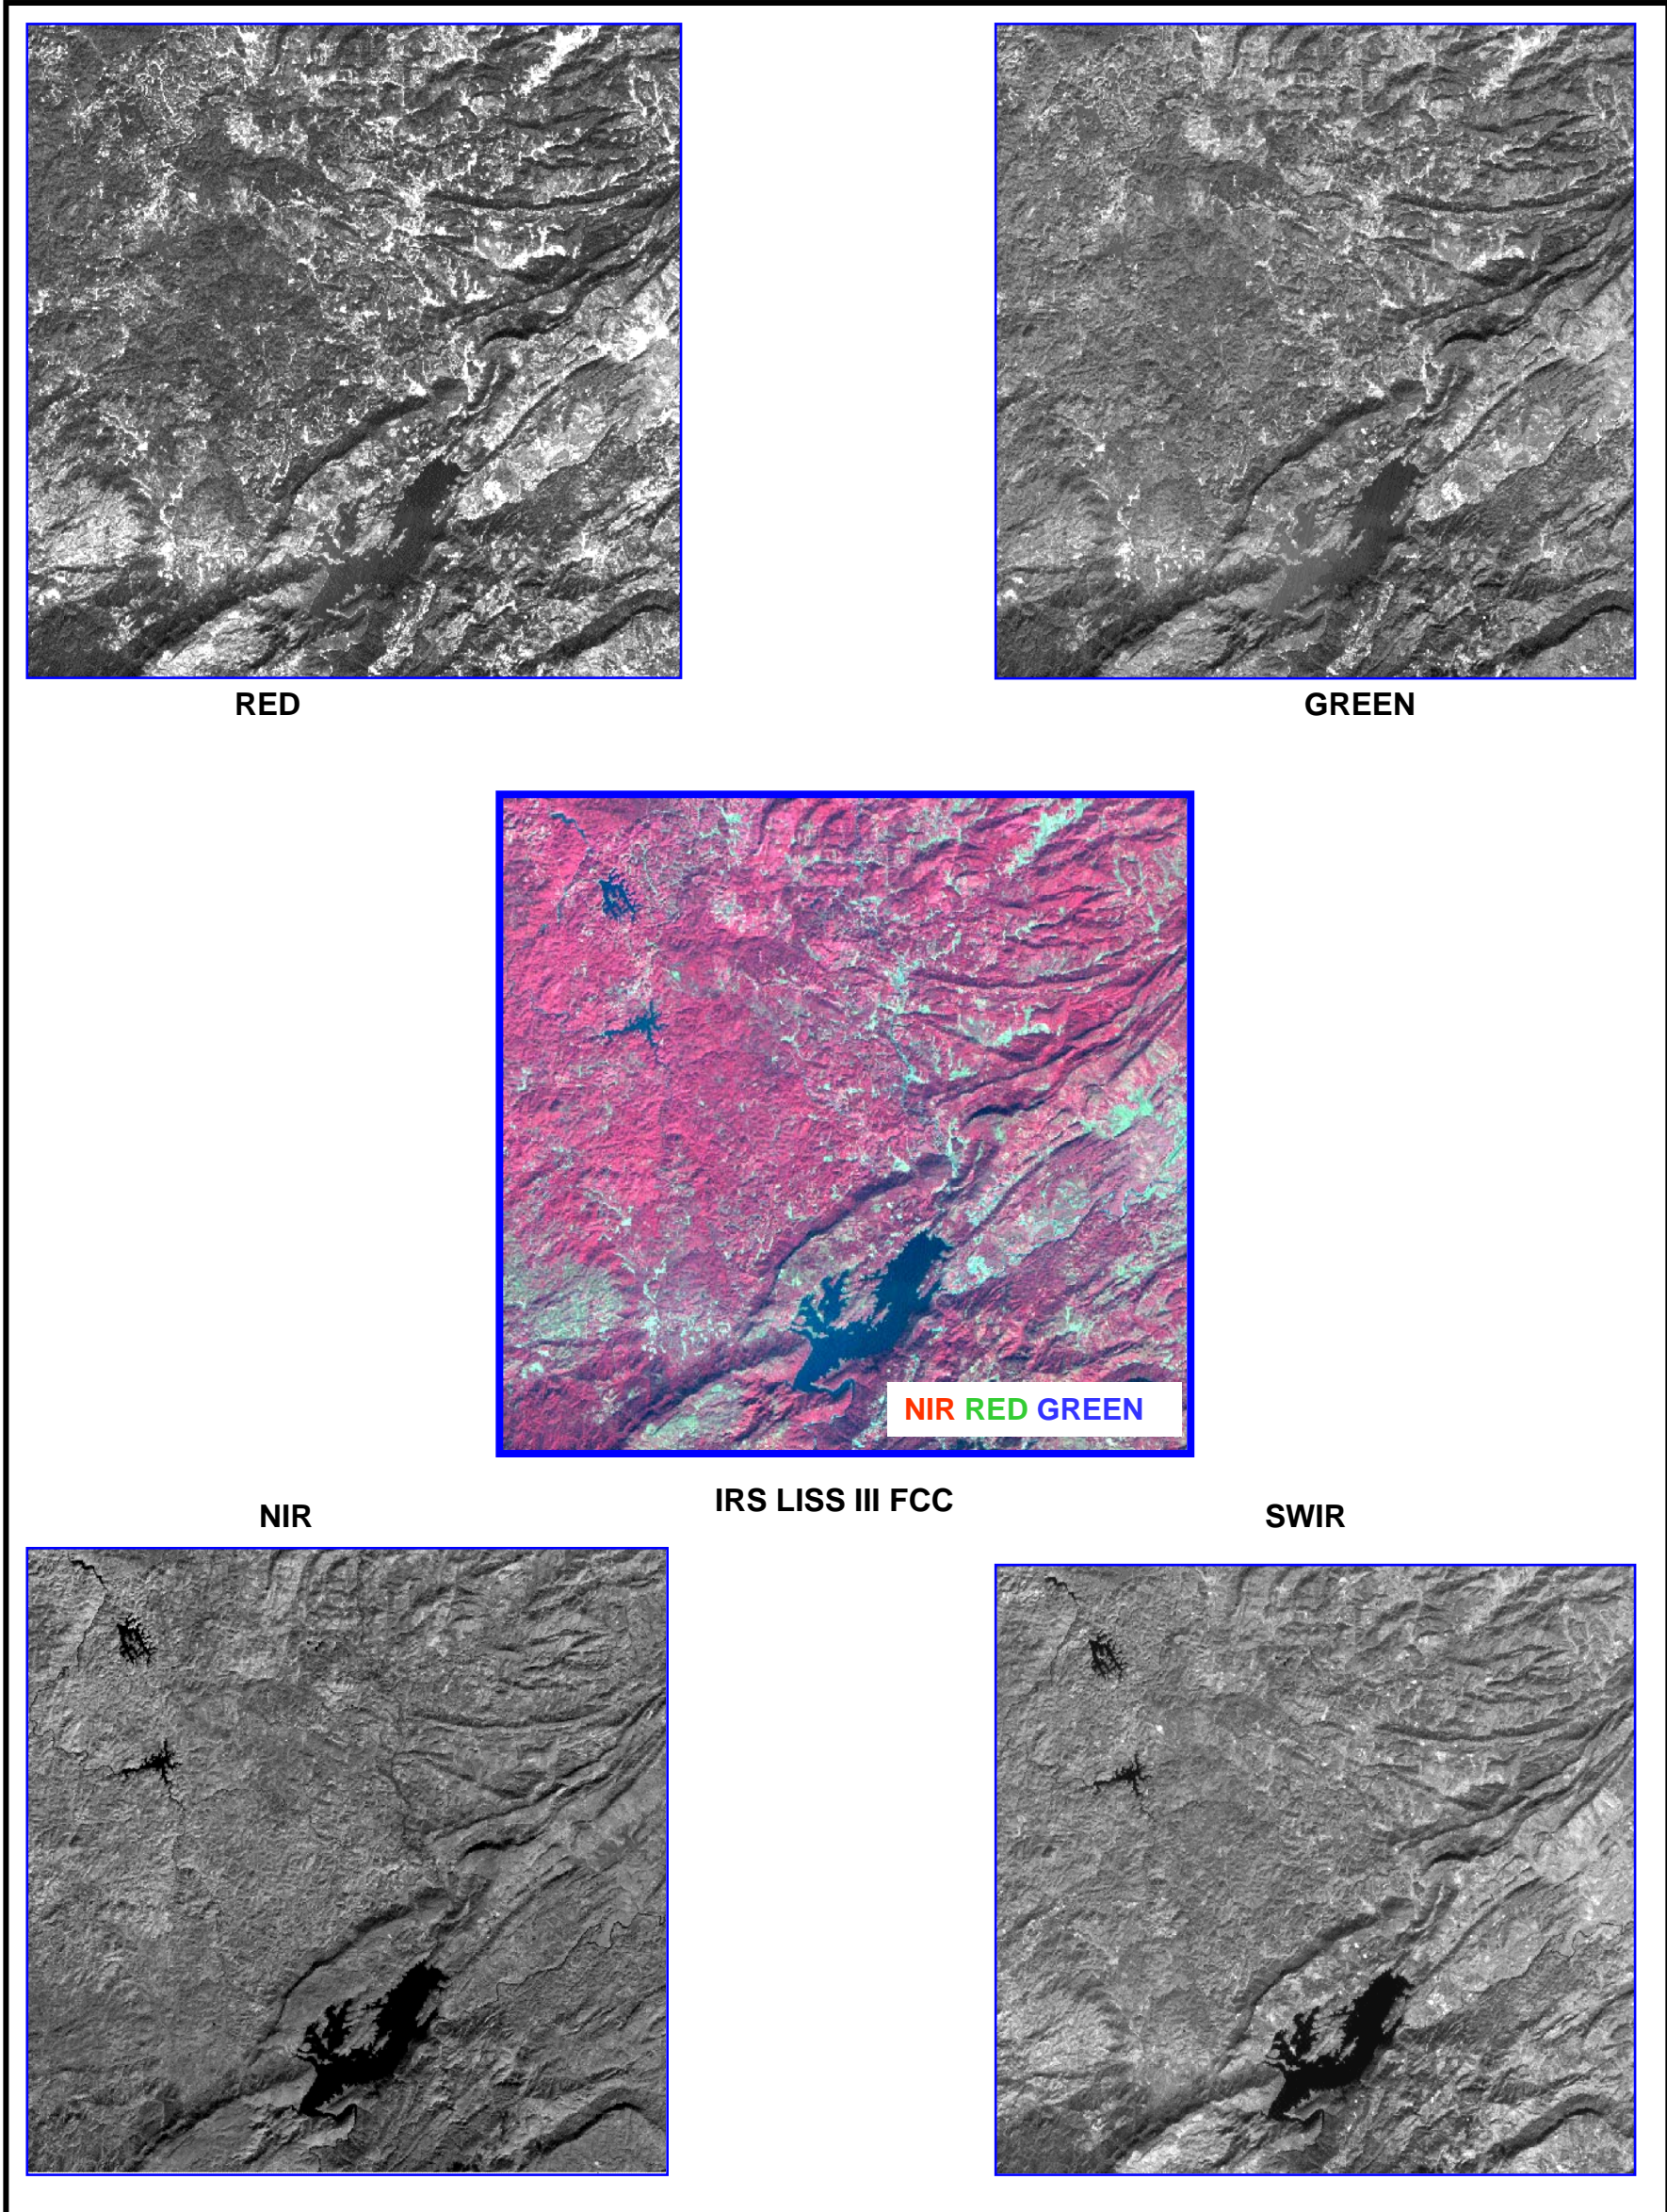 RED
GREEN
NIR RED GREEN
IRS LISS III FCC
NIR
SWIR